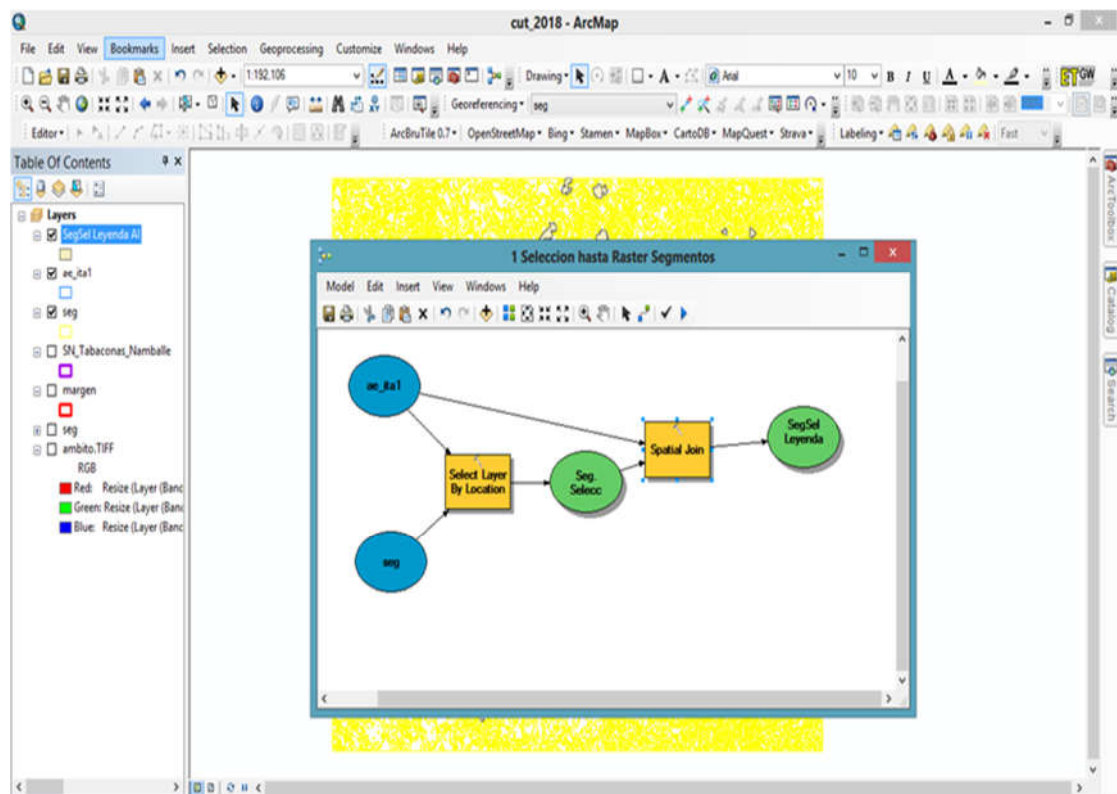 cut_2018 - ArcMap
File Edit View Bookmarks Insert Selection Geoprocessing Customize Windows Help
1:192,106 Drawing A Arial 10 B I U A ET GW
Georeferencing seg
Editor ArcBruTile 0.7 OpenStreetMap Bing Stamen MapBox CartoDB MapQuest Strava Labeling Fast
Table Of Contents
Layers
SegSel Leyenda AI
ae_ita1
seg
SN_Tabaconas_Namballe
margen
seg
ambito.TIFF
RGB
Red: Resize (Layer (Banc
Green: Resize (Layer (Banc
Blue: Resize (Layer (Banc
1 Seleccion hasta Raster Segmentos
Model Edit Insert View Windows Help
ae_ita1
Select Layer
By Location
seg
Seg.
Selecc
Spatial Join
SegSel
Leyenda
ArcToolbox
Catalog
Search